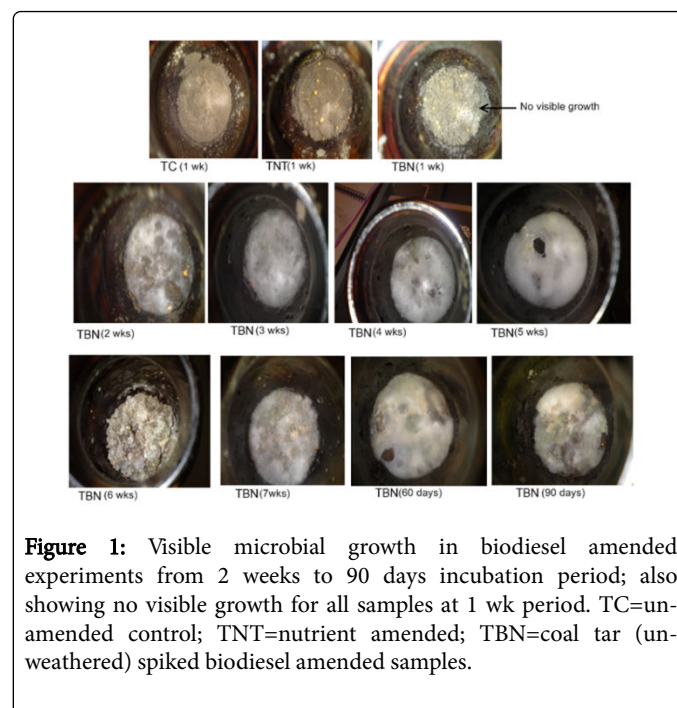 TC (1 wk)
TNT(1 wk)
TBN(1 wk)
No visible growth
TBN(2 wks)
TBN(3 wks)
TBN(4 wks)
TBN(5 wks)
TBN (6 wks)
TBN(7wks)
TBN(60 days)
TBN (90 days)
Figure 1: Visible microbial growth in biodiesel amended
experiments from 2 weeks to 90 days incubation period; also
showing no visible growth for all samples at 1 wk period. TC=un-
amended control; TNT=nutrient amended; TBN=coal tar (un-
weathered) spiked biodiesel amended samples.